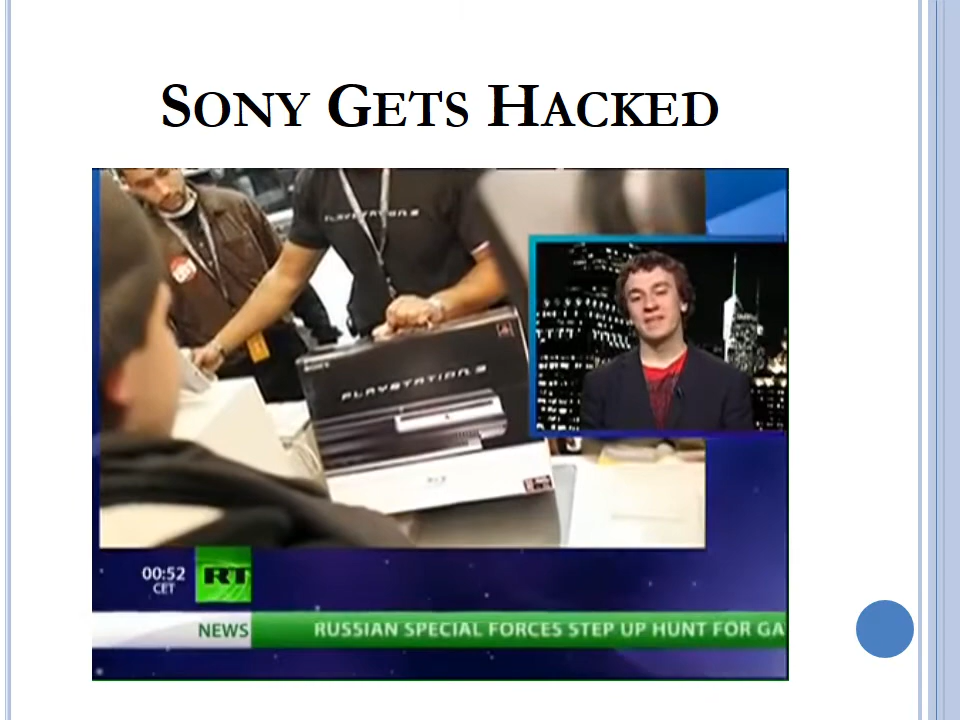 SONY GETS HACKED
PLAYSTATION 3
SONY
PLAYSTATION 3
00:52
CET
RT
NEWS
RUSSIAN SPECIAL FORCES STEP UP HUNT FOR GA